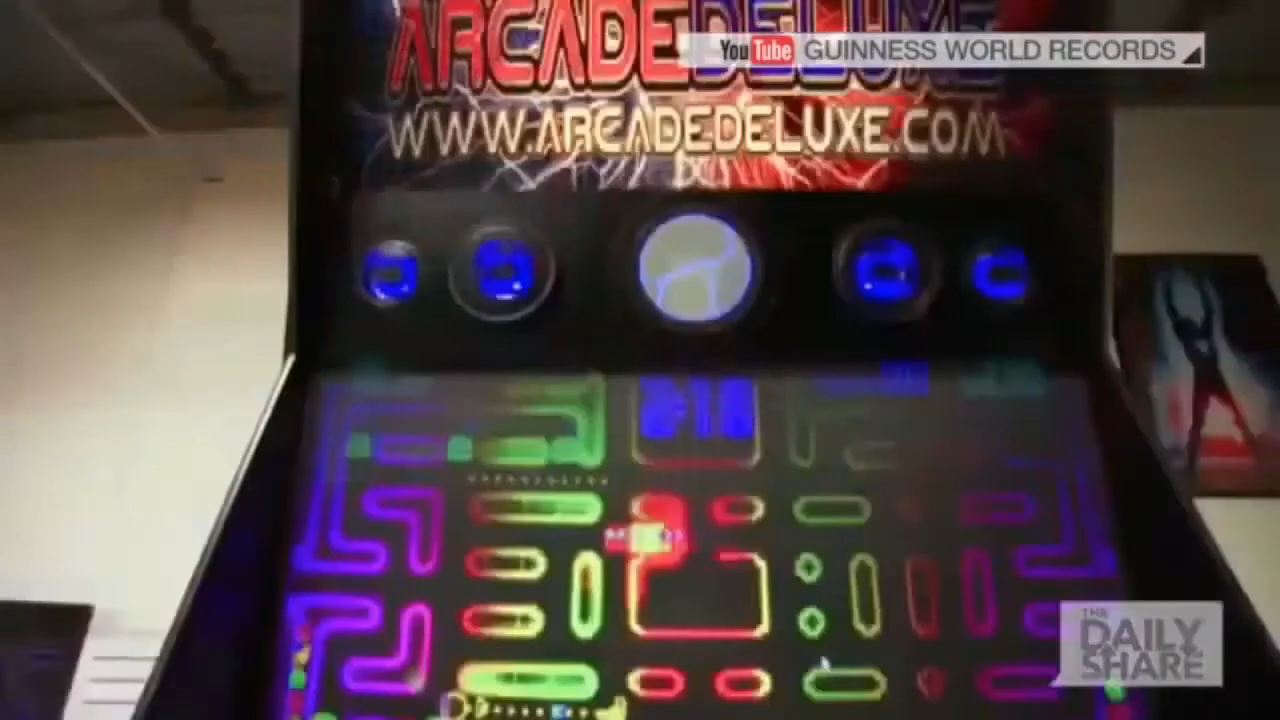 ARCADEDELUXE
YouTube GUINNESS WORLD RECORDS
WWW.ARCADEDELUXE.COM
THE
DAILY
SHARE